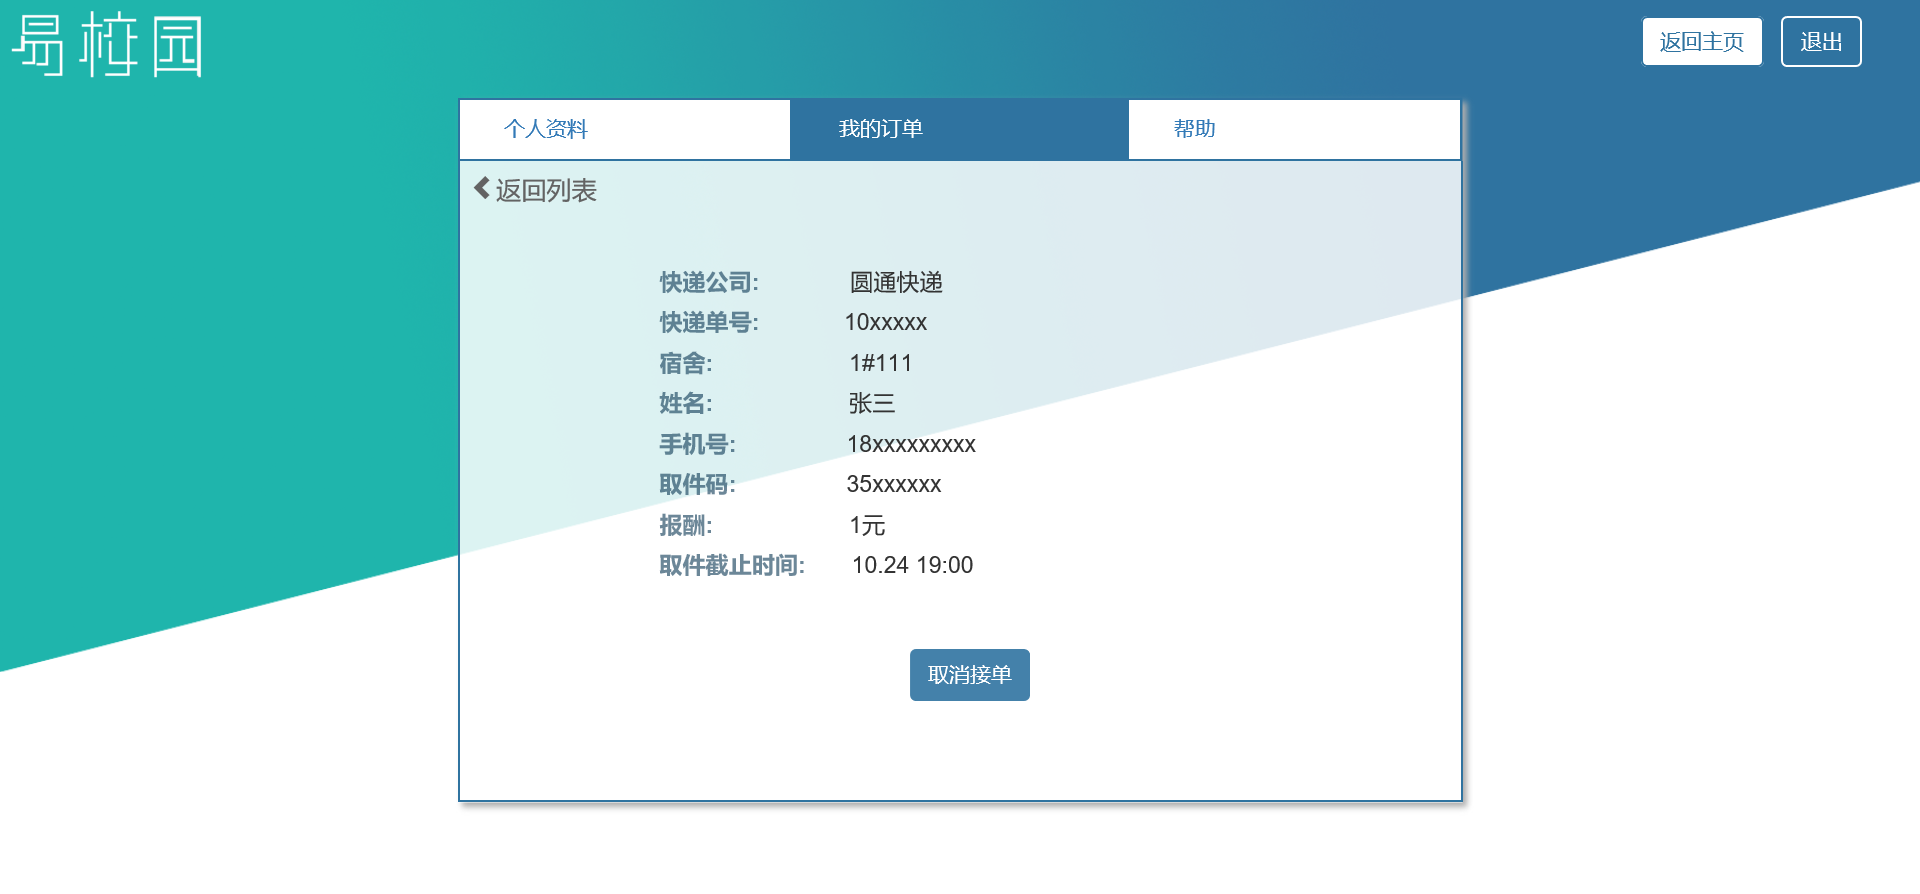 易校园
返回主页 退出
个人资料 我的订单 帮助
返回列表
快递公司: 圆通快递
快递单号: 10xxxxx
宿舍: 1#111
姓名: 张三
手机号: 18xxxxxxxxx
取件码: 35xxxxxx
报酬: 1元
取件截止时间: 10.24 19:00
取消接单